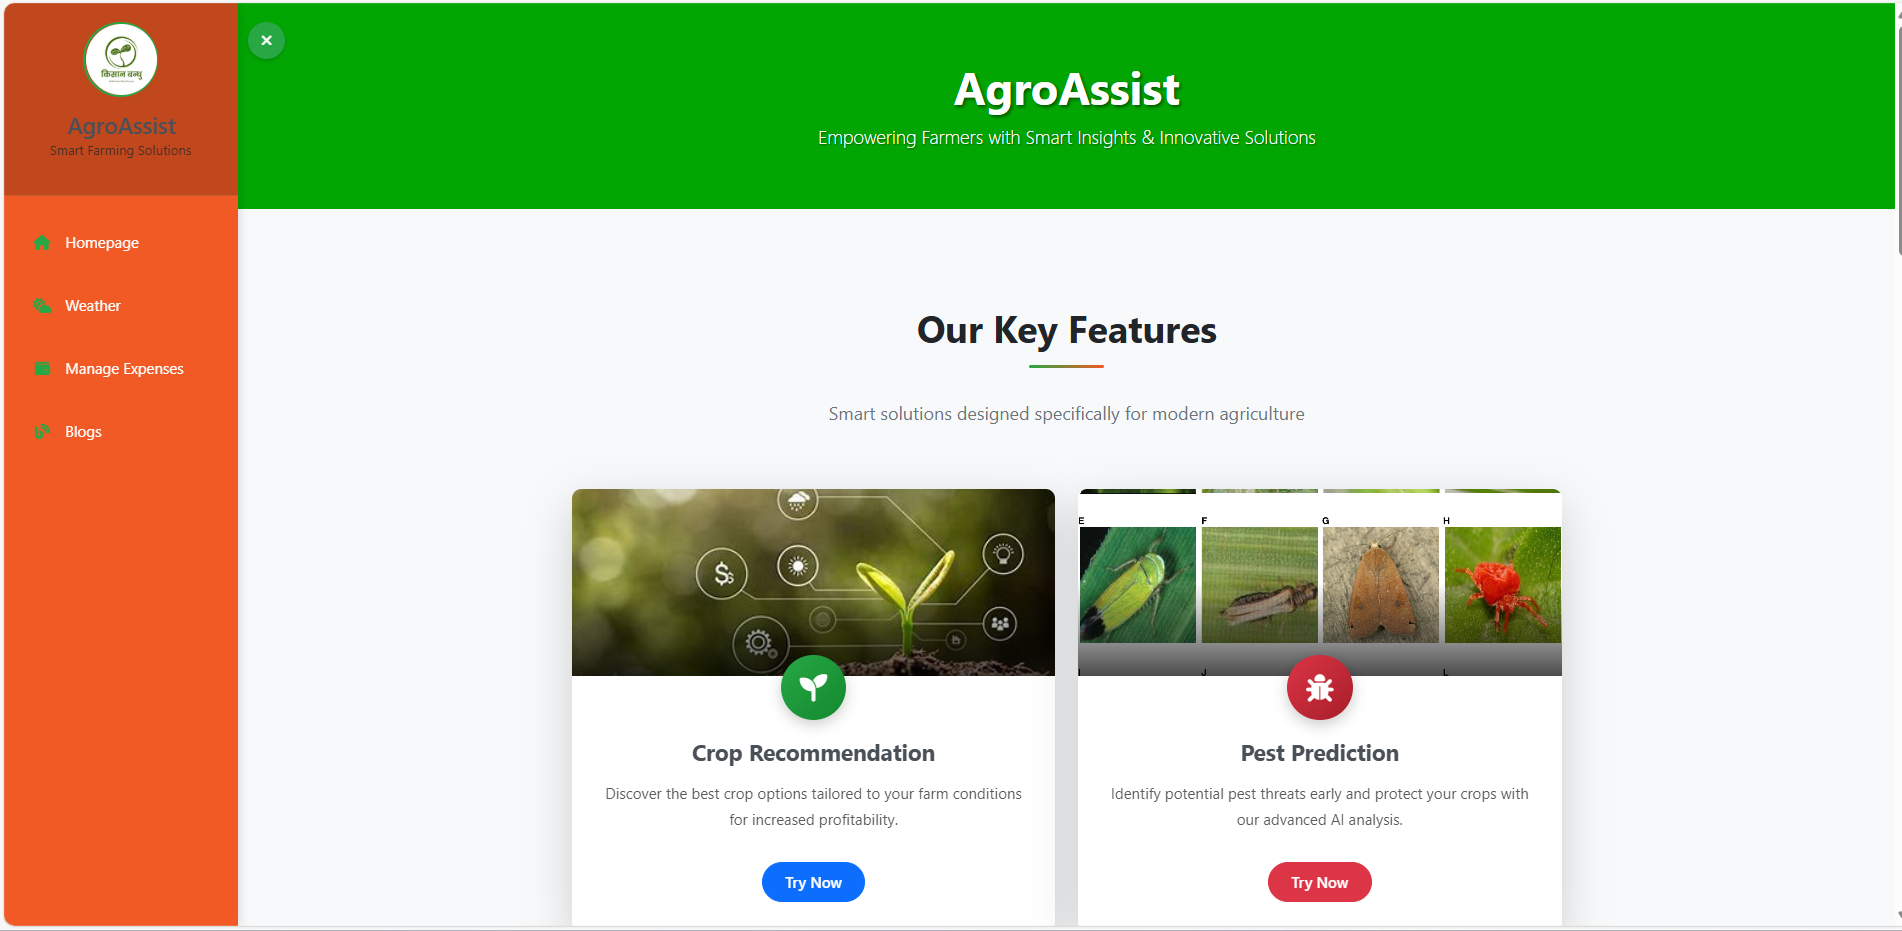 किसान बन्धु
AgroAssist
Smart Farming Solutions
Homepage
Weather
Manage Expenses
Blogs
AgroAssist
Empowering Farmers with Smart Insights & Innovative Solutions
Our Key Features
Smart solutions designed specifically for modern agriculture
E F G H
J L
Crop Recommendation
Discover the best crop options tailored to your farm conditions
for increased profitability.
Try Now
Pest Prediction
Identify potential pest threats early and protect your crops with
our advanced AI analysis.
Try Now